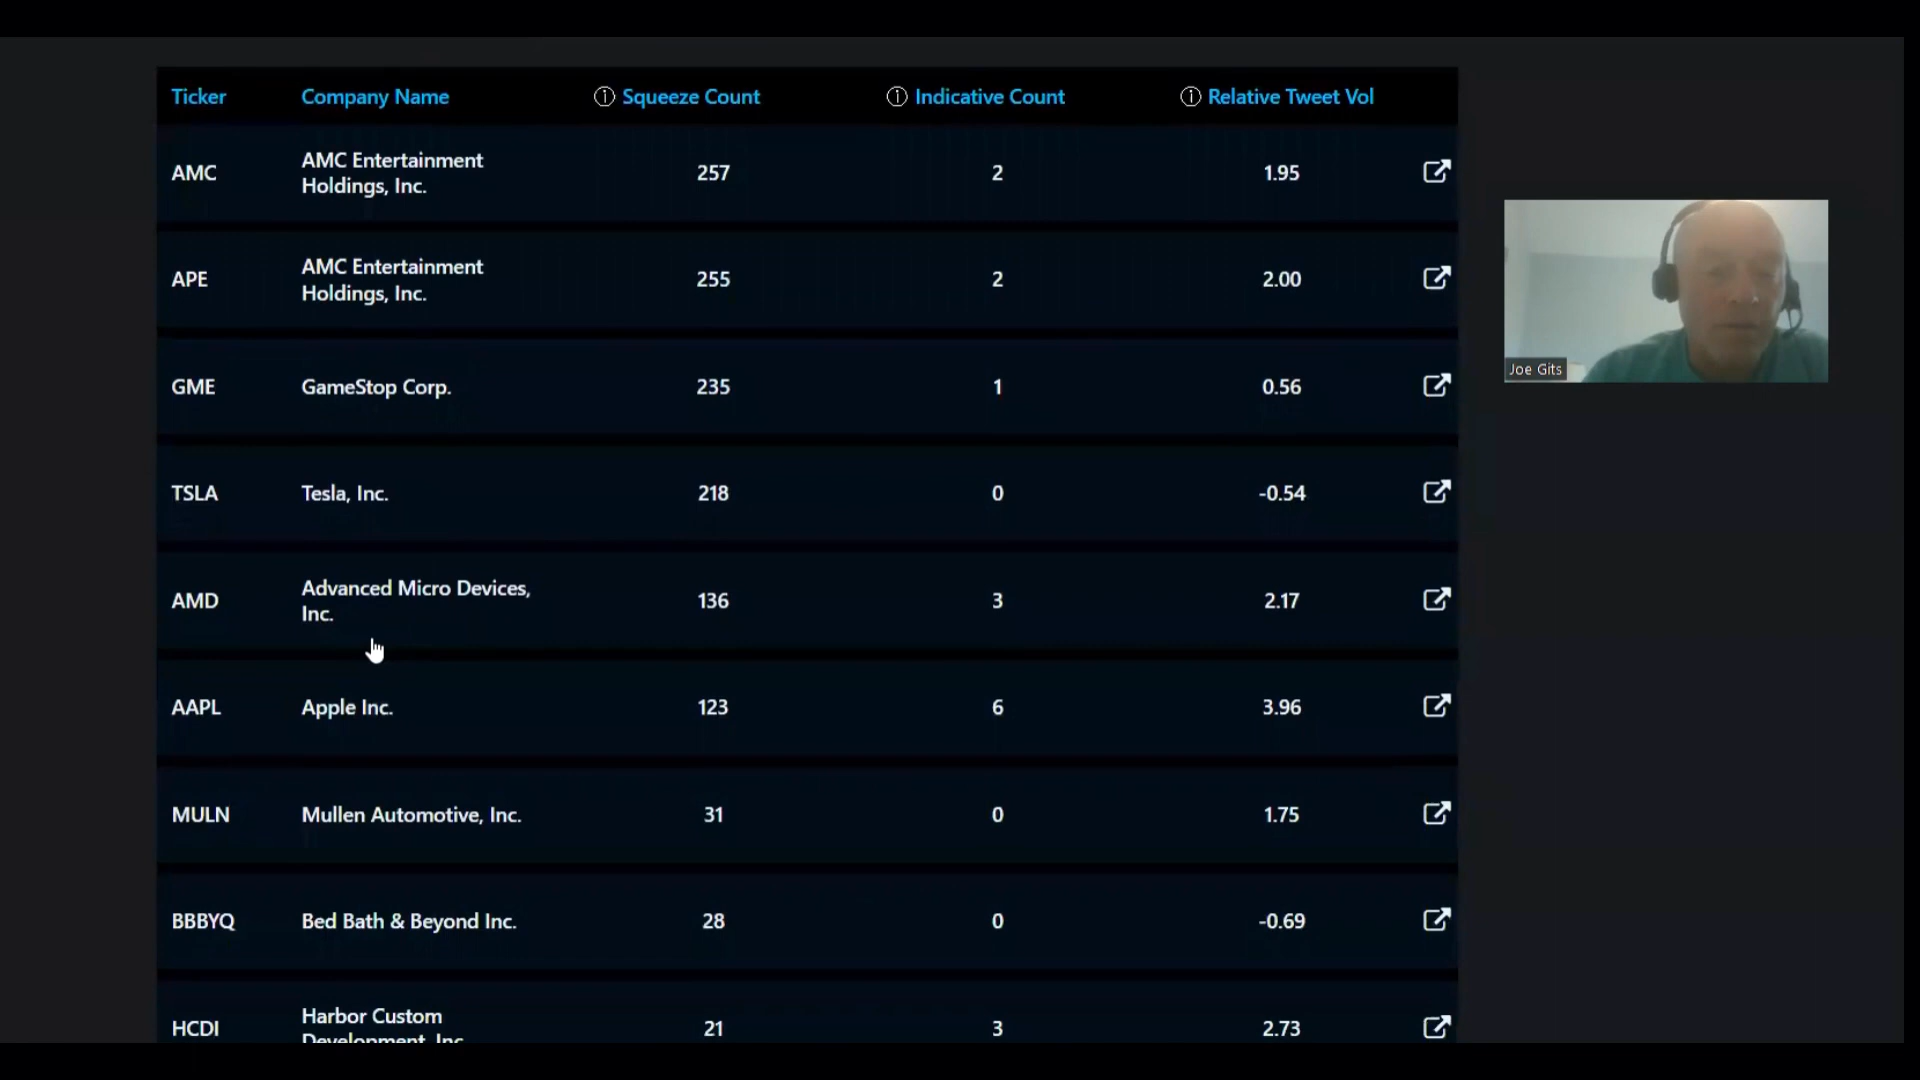 Ticker Company Name Squeeze Count Indicative Count Relative Tweet Vol
AMC AMC Entertainment Holdings, Inc. 257 2 1.95
APE AMC Entertainment Holdings, Inc. 255 2 2.00
GME GameStop Corp. 235 1 0.56
TSLA Tesla, Inc. 218 0 -0.54
AMD Advanced Micro Devices, Inc. 136 3 2.17
AAPL Apple Inc. 123 6 3.96
MULN Mullen Automotive, Inc. 31 0 1.75
BBBYQ Bed Bath & Beyond Inc. 28 0 -0.69
HCDI Harbor Custom Development, Inc 21 3 2.73
Joe Gits